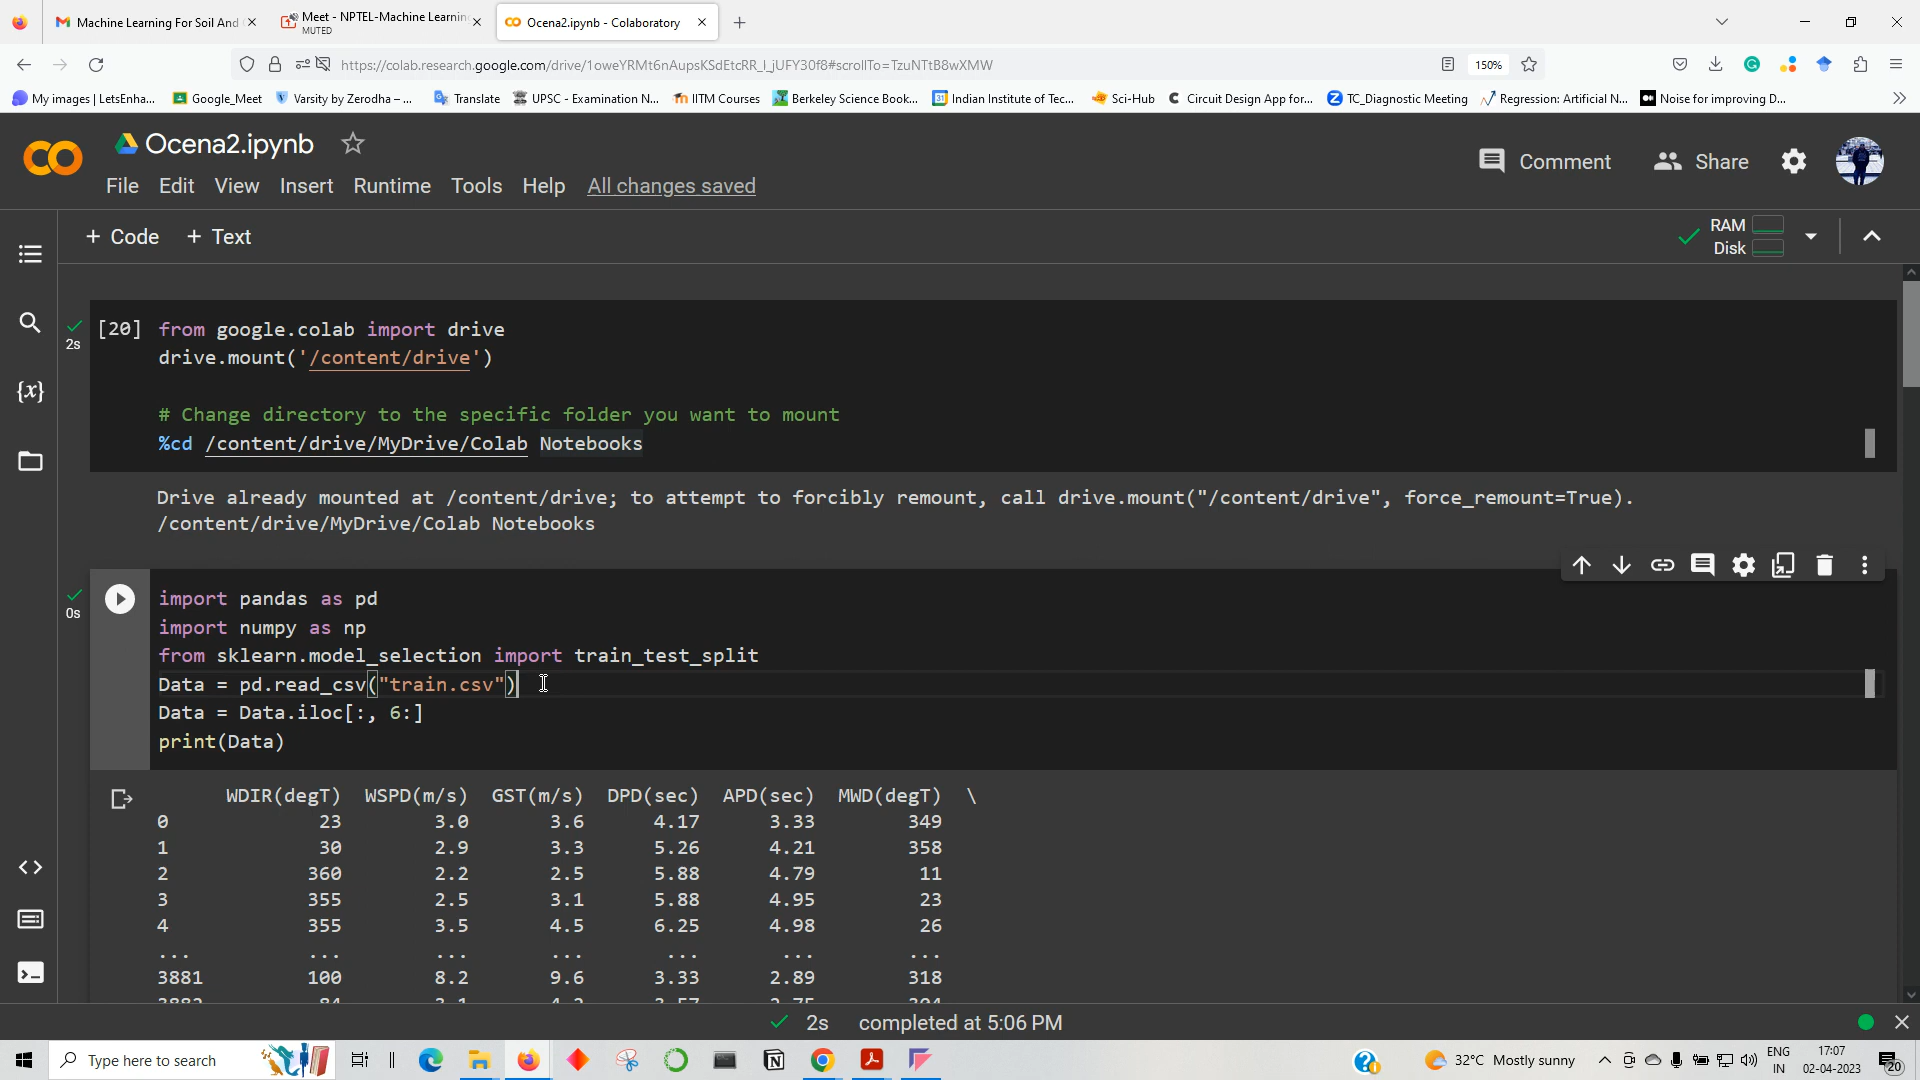 Machine Learning For Soil And
Meet - NPTEL-Machine Learning
MUTED
Ocena2.ipynb - Colaboratory
https://colab.research.google.com/drive/1oweYRMt6nAupsKSdEtcRR_I_jUFY30f8#scrollTo=TzuNTtB8wXMW
150%
My images | LetsEnha...
Google_Meet
Varsity by Zerodha – ...
Translate
UPSC - Examination N...
IITM Courses
Berkeley Science Book...
Indian Institute of Tec...
Sci-Hub
Circuit Design App for...
TC_Diagnostic Meeting
Regression: Artificial N...
Noise for improving D...
Ocena2.ipynb
Comment
Share
File Edit View Insert Runtime Tools Help All changes saved
+ Code + Text
RAM
Disk
[20] from google.colab import drive
2s
drive.mount('/content/drive')
# Change directory to the specific folder you want to mount
%cd /content/drive/MyDrive/Colab Notebooks
Drive already mounted at /content/drive; to attempt to forcibly remount, call drive.mount("/content/drive", force_remount=True).
/content/drive/MyDrive/Colab Notebooks
0s
import pandas as pd
import numpy as np
from sklearn.model_selection import train_test_split
Data = pd.read_csv("train.csv")
Data = Data.iloc[:, 6:]
print(Data)
WDIR(degT) WSPD(m/s) GST(m/s) DPD(sec) APD(sec) MWD(degT) \
0 23 3.0 3.6 4.17 3.33 349
1 30 2.9 3.3 5.26 4.21 358
2 360 2.2 2.5 5.88 4.79 11
3 355 2.5 3.1 5.88 4.95 23
4 355 3.5 4.5 6.25 4.98 26
... ... ... ... ... ... ...
3881 100 8.2 9.6 3.33 2.89 318
2s completed at 5:06 PM
Type here to search
32°C Mostly sunny
ENG
IN
17:07
02-04-2023
20